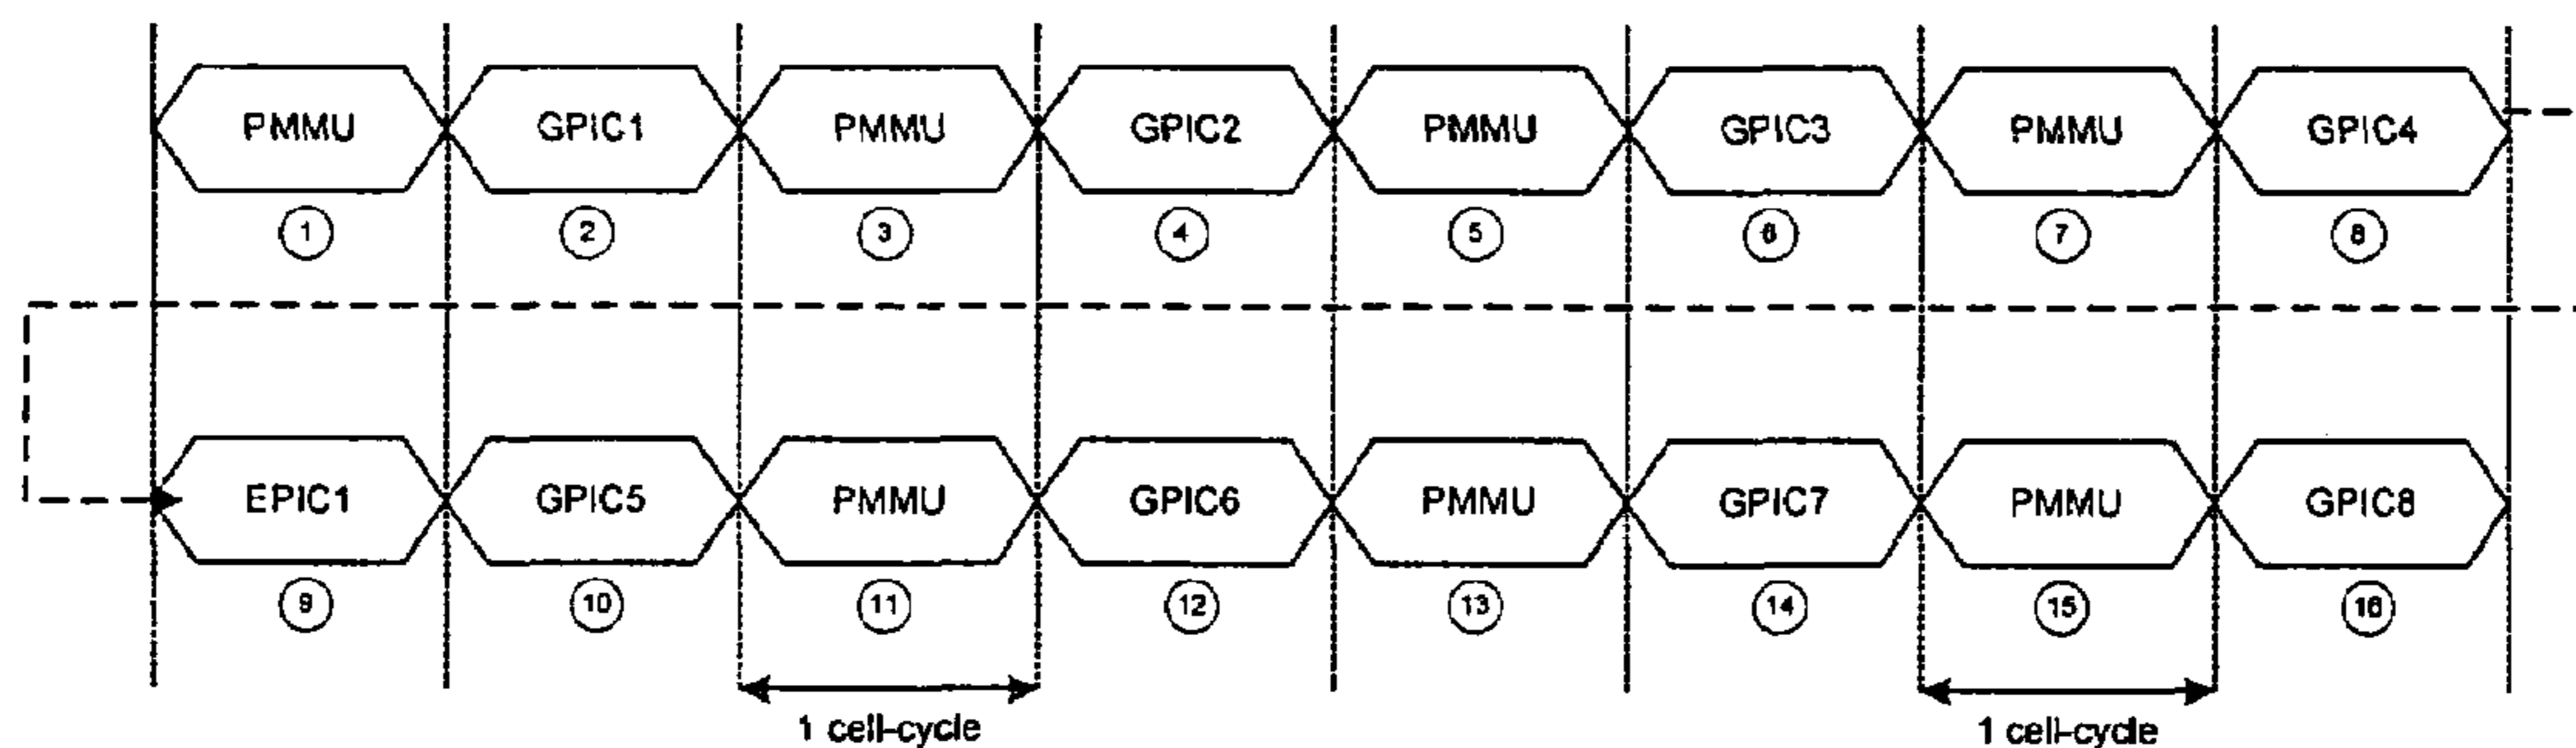 PMMU GPIC1 PMMU GPIC2 PMMU GPIC3 PMMU GPIC4
1 2 3 4 5 6 7 8
EPIC1 GPIC5 PMMU GPIC6 PMMU GPIC7 PMMU GPIC8
9 10 11 12 13 14 15 16
1 cell-cycle 1 cell-cycle